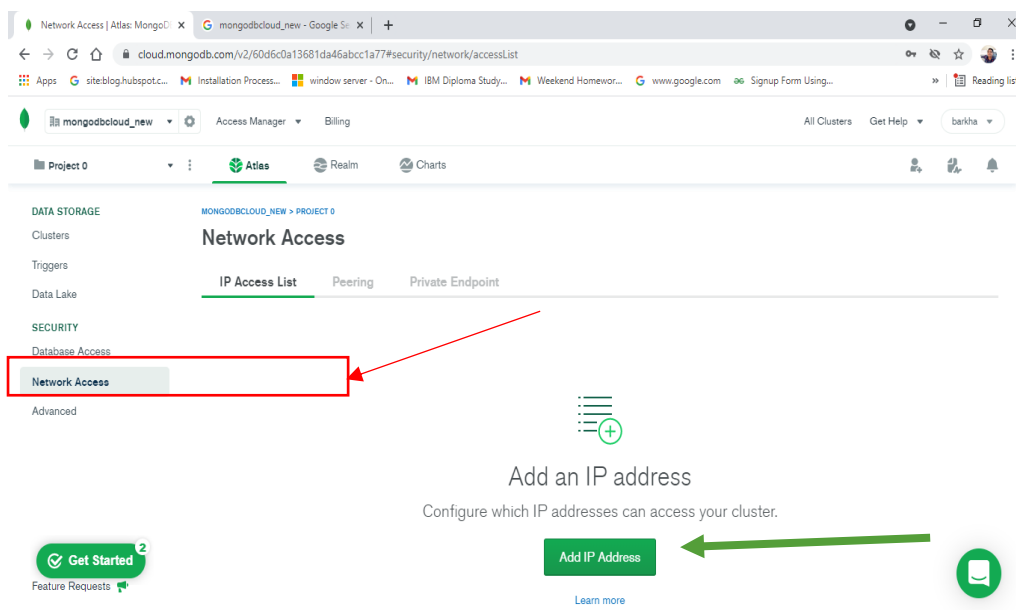 Network Access | Atlas: MongoD
mongodbcloud_new - Google Se
cloud.mongodb.com/v2/60d6c0a13681da46abcc1a77#security/network/accessList
Apps site:blog.hubspot.c... Installation Process... window server - On... IBM Diploma Study... Weekend Homewor... www.google.com Signup Form Using... » Reading lis
mongodbcloud_new Access Manager Billing All Clusters Get Help barkha
Project 0 Atlas Realm Charts
DATA STORAGE
Clusters
Triggers
Data Lake
SECURITY
Database Access
Network Access
Advanced
MONGODBCLOUD_NEW > PROJECT 0
Network Access
IP Access List Peering Private Endpoint
Add an IP address
Configure which IP addresses can access your cluster.
Add IP Address
Learn more
Get Started
2
Feature Requests